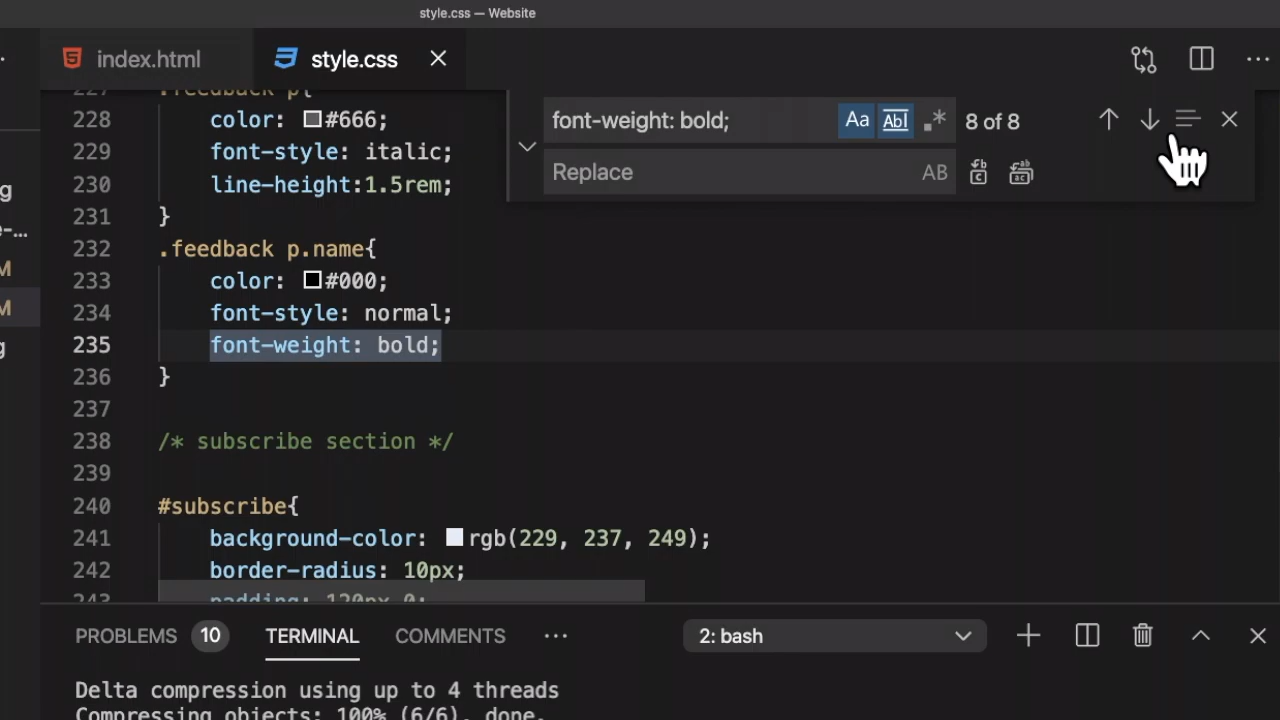 style.css — Website
index.html
style.css
227 .feedback p{
228 color: #666;
229 font-style: italic;
230 line-height:1.5rem;
231 }
232 .feedback p.name{
233 color: #000;
234 font-style: normal;
235 font-weight: bold;
236 }
237
238 /* subscribe section */
239
240 #subscribe{
241 background-color: rgb(229, 237, 249);
242 border-radius: 10px;
243 padding: 120px 0;
font-weight: bold;
Aa
Abl
.*
8 of 8
Replace
AB
g
e-...
M
M
g
PROBLEMS 10 TERMINAL COMMENTS ...
2: bash
Delta compression using up to 4 threads
Compressing objects: 100% (6/6), done.